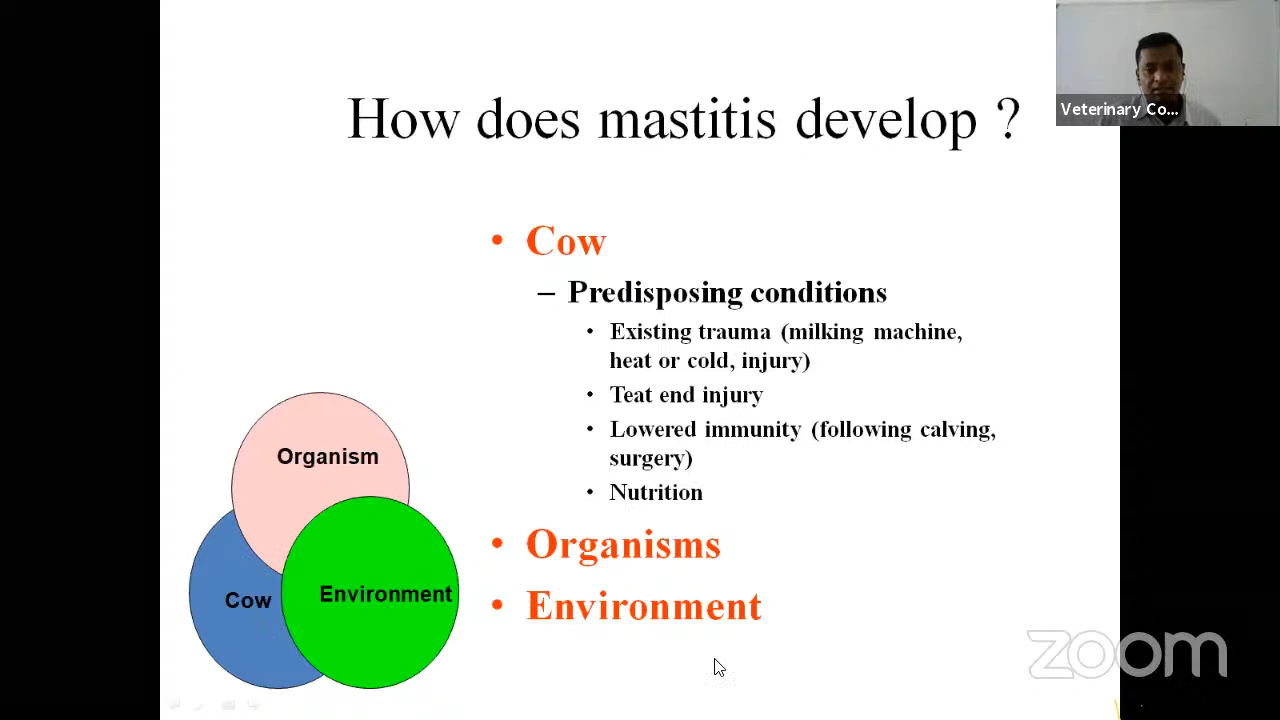 How does mastitis develop ?
Veterinary Co...
• Cow
– Predisposing conditions
• Existing trauma (milking machine,
heat or cold, injury)
• Teat end injury
• Lowered immunity (following calving,
surgery)
• Nutrition
• Organisms
• Environment
Organism
Cow
Environment
zoom